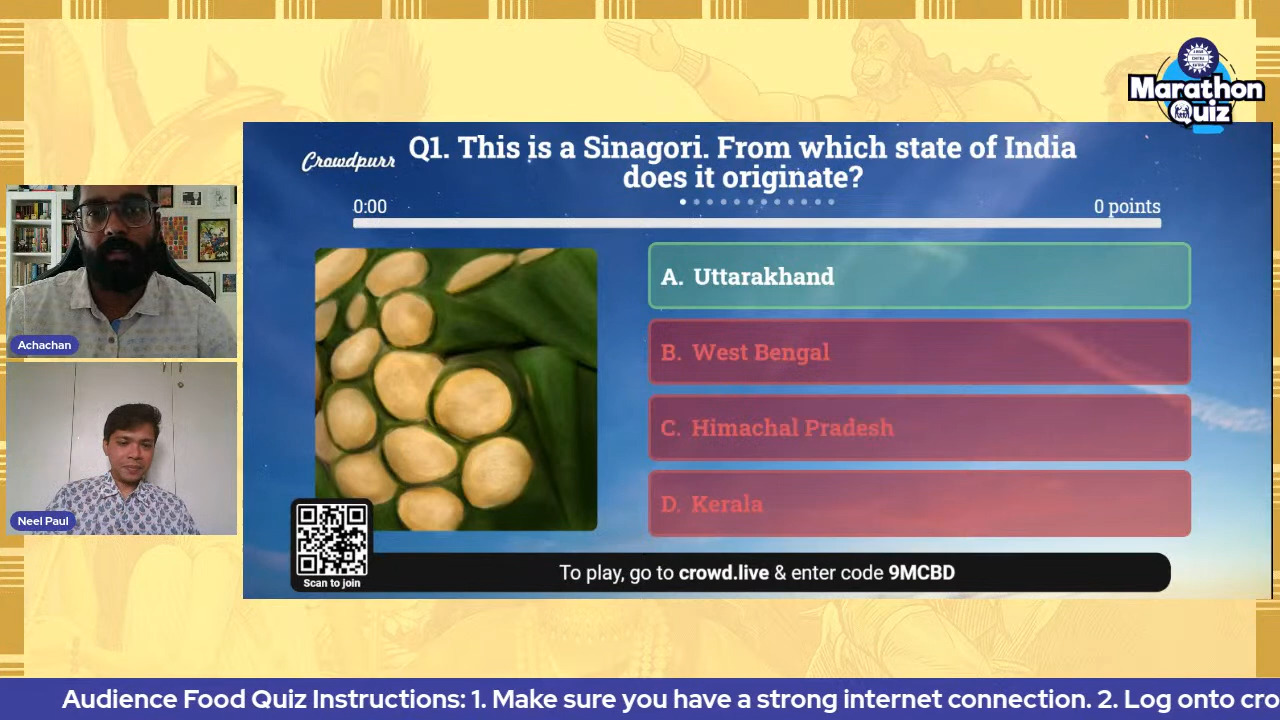 Marathon
Quiz
Crowdpurr
Q1. This is a Sinagori. From which state of India
does it originate?
0:00
0 points
A. Uttarakhand
B. West Bengal
C. Himachal Pradesh
D. Kerala
Achachan
Neel Paul
Scan to join
To play, go to crowd.live & enter code 9MCBD
Audience Food Quiz Instructions: 1. Make sure you have a strong internet connection. 2. Log onto cro